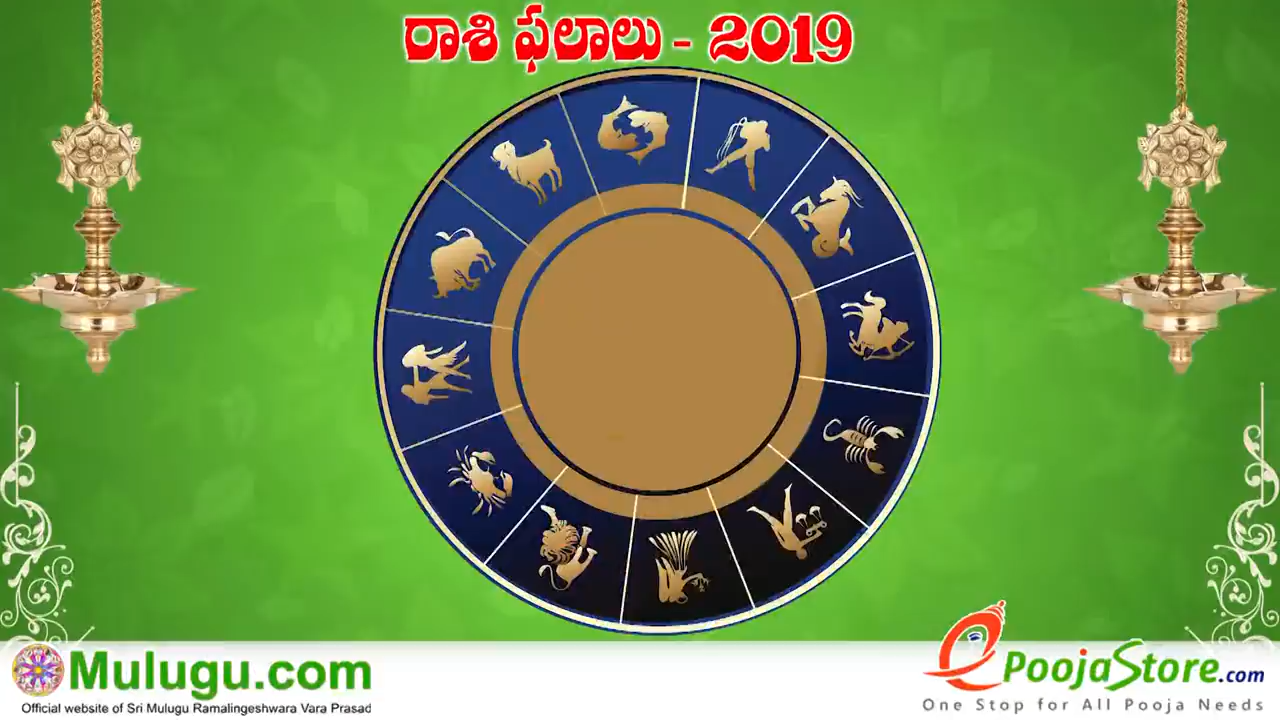 రాశి ఫలాలు - 2019
Mulugu.com
Official website of Sri Mulugu Ramalingeshwara Vara Prasad
ePoojaStore.com
One Stop for All Pooja Needs